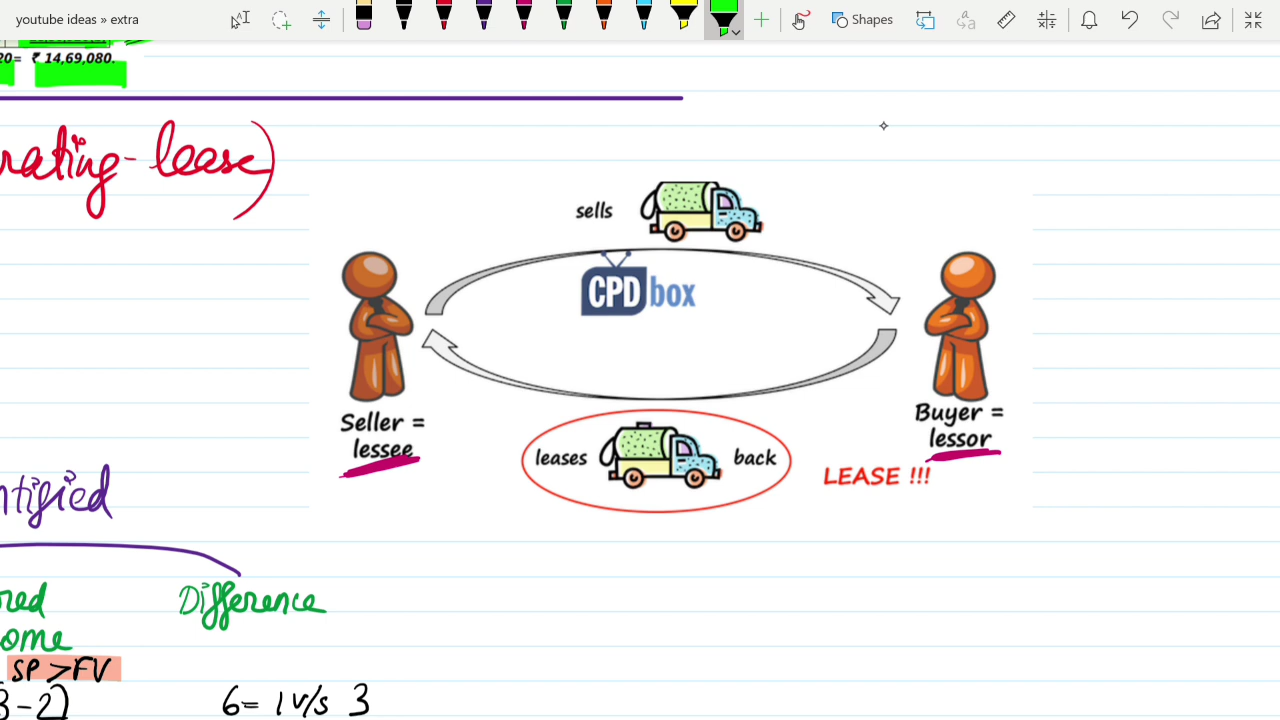 youtube ideas » extra
Shapes
20= ₹ 14,69,080.
rating-lease)
sells
CPD box
Seller =
lessee
Buyer =
lessor
leases back
LEASE !!!
ntified
red Difference
ome
SP >FV
3-2] 6= 1 v/s 3